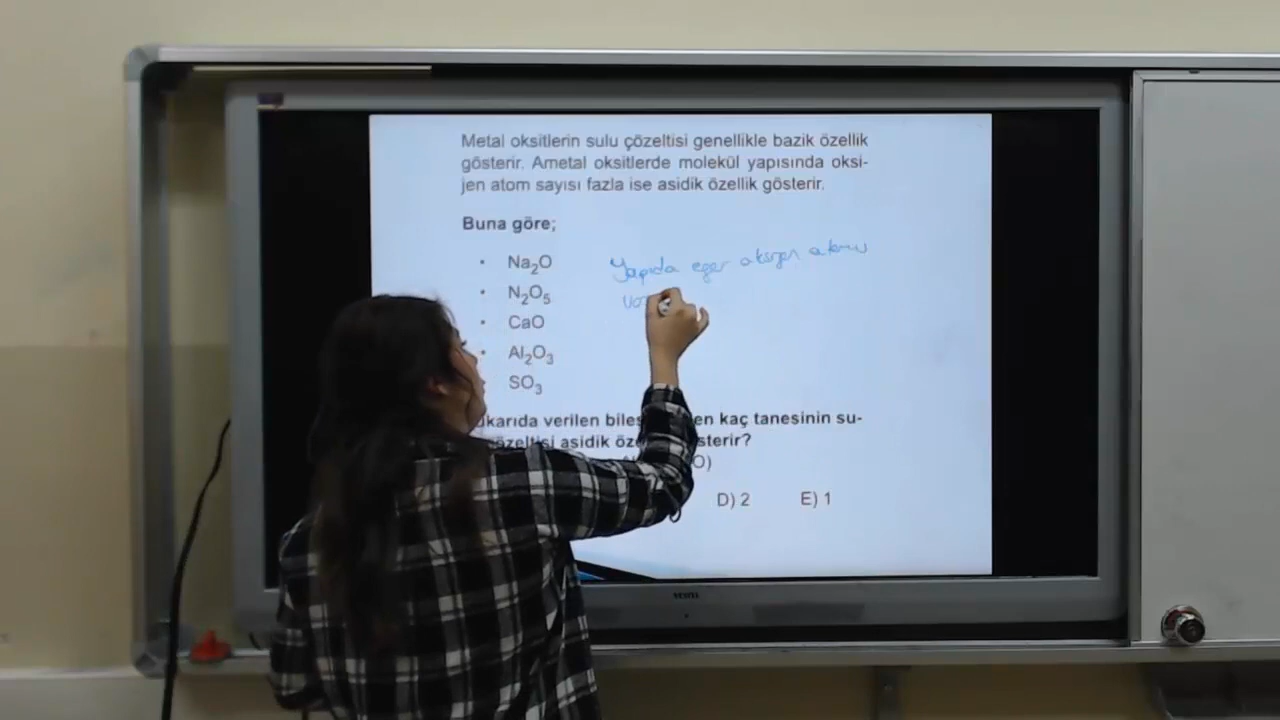 Metal oksitlerin sulu çözeltisi genellikle bazik özellik
gösterir. Ametal oksitlerde molekül yapısında oksi-
jen atom sayısı fazla ise asidik özellik gösterir.
Buna göre;
• Na₂O
• N₂O₅
• CaO
• Al₂O₃
SO₃
Yapıda eğer oksijen atomu
ukarıda verilen bileş en kaç tanesinin su-
özeltisi asidik öz sterir?
O)
D) 2 E) 1
VESTEL